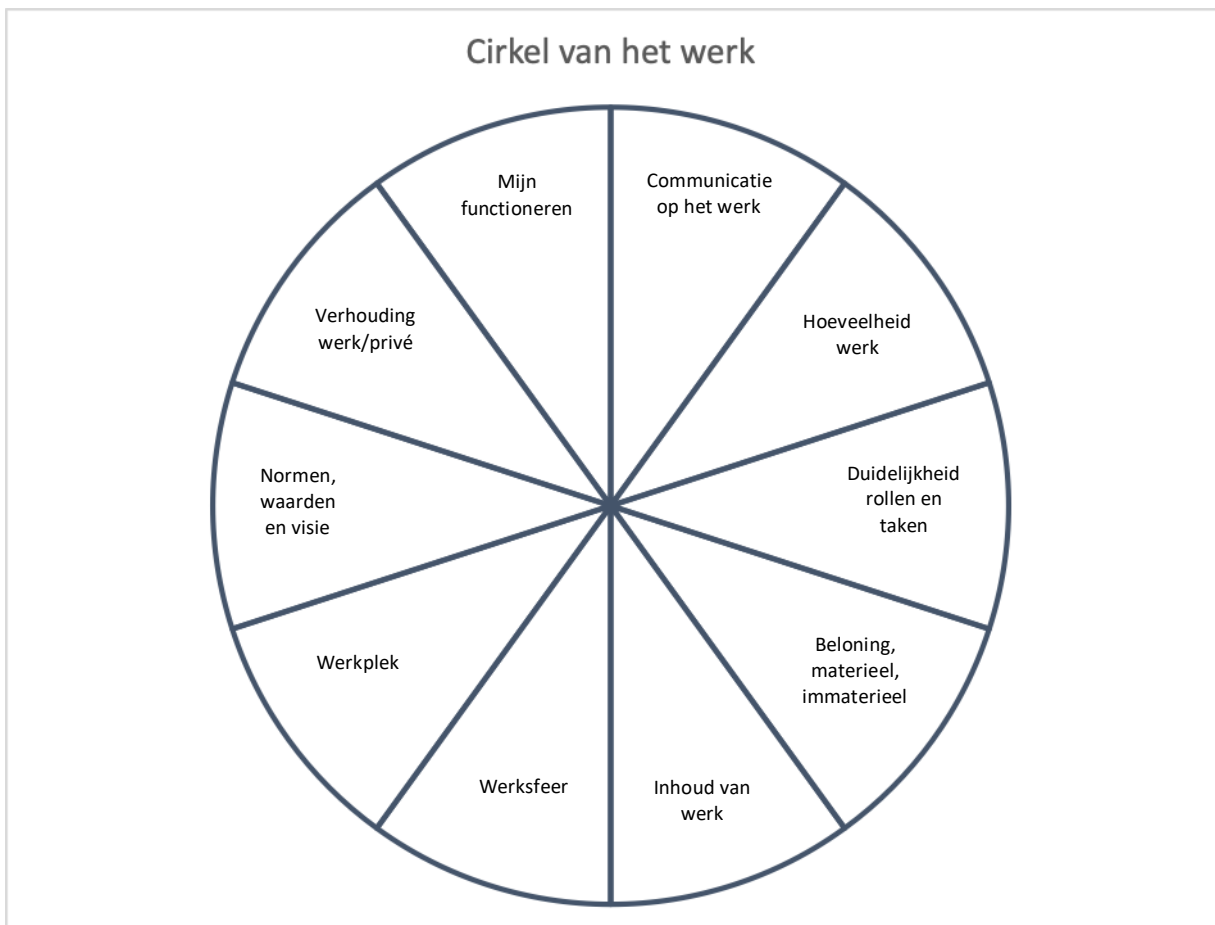 Cirkel van het werk
Mijn
functioneren
Communicatie
op het werk
Hoeveelheid
werk
Duidelijkheid
rollen en
taken
Beloning,
materieel,
immaterieel
Inhoud van
werk
Werksfeer
Werkplek
Normen,
waarden
en visie
Verhouding
werk/privé